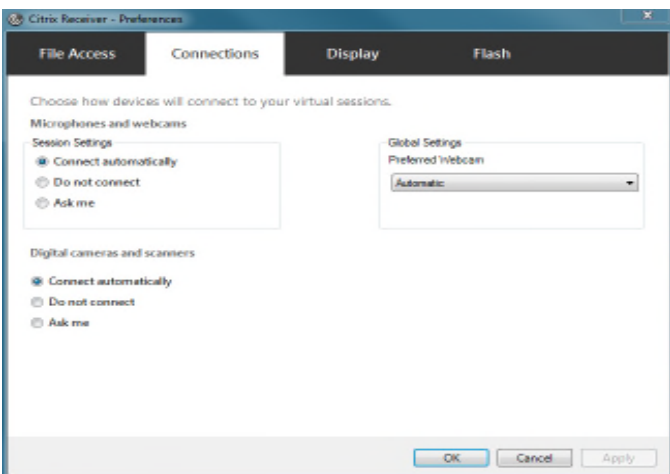 Citrix Receiver - Preferences
File Access
Connections
Display
Flash
Choose how devices will connect to your virtual sessions.
Microphones and webcams
Session Settings
Connect automatically
Do not connect
Ask me
Global Settings
Preferred Webcam
Automatic
Digital cameras and scanners
Connect automatically
Do not connect
Ask me
OK
Cancel
Apply